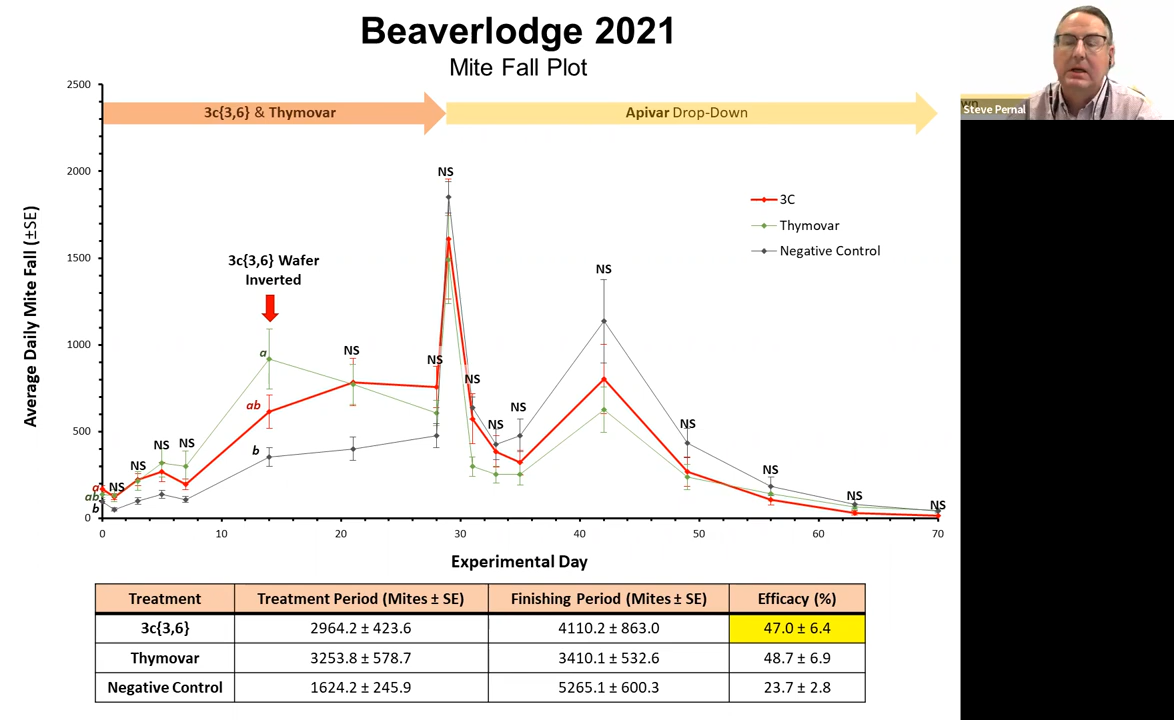 Beaverlodge 2021
Mite Fall Plot
Steve Pernal
3c{3,6} & Thymovar
Apivar Drop-Down
Average Daily Mite Fall (±SE)
2500
2000
1500
1000
500
0
3C
Thymovar
Negative Control
3c{3,6} Wafer
Inverted
a
ab
b
NS
NS
NS
NS
a
ab
b
NS
NS
NS
NS
NS
NS
NS
NS
NS
NS
NS
0
10
20
30
40
50
60
70
Experimental Day
Treatment Treatment Period (Mites ± SE) Finishing Period (Mites ± SE) Efficacy (%)
3c{3,6} 2964.2 ± 423.6 4110.2 ± 863.0 47.0 ± 6.4
Thymovar 3253.8 ± 578.7 3410.1 ± 532.6 48.7 ± 6.9
Negative Control 1624.2 ± 245.9 5265.1 ± 600.3 23.7 ± 2.8